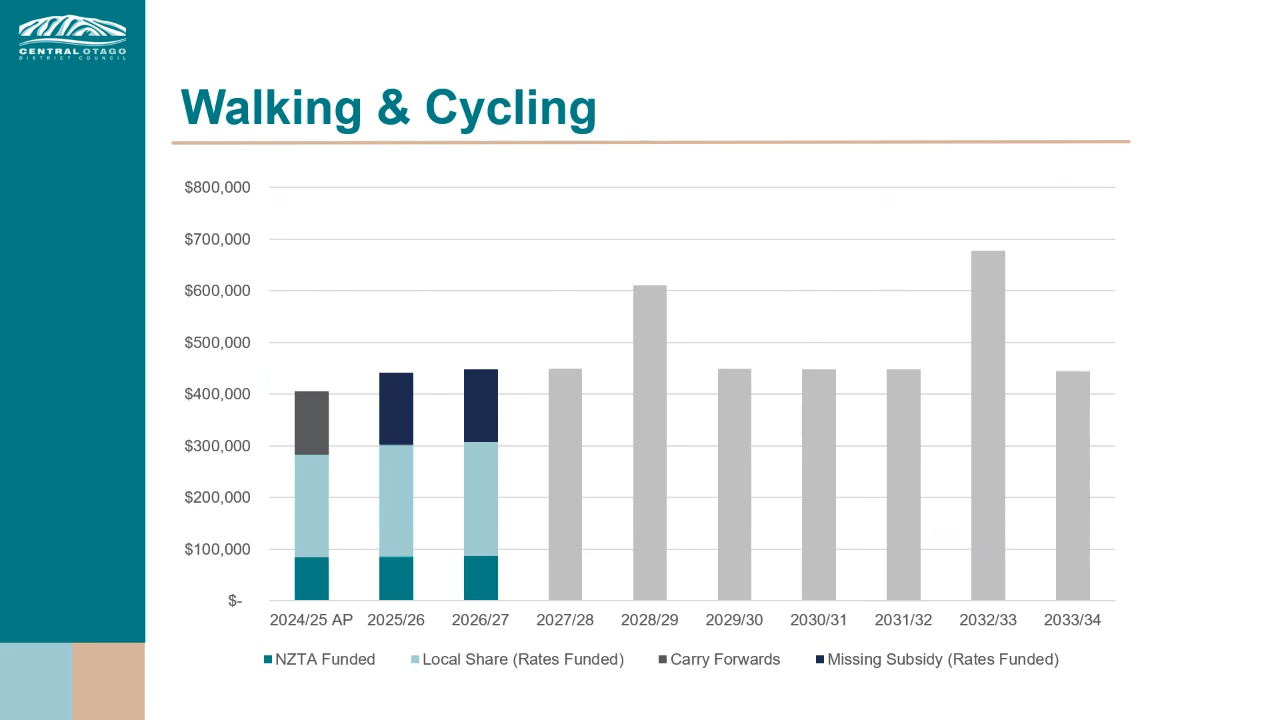 CENTRAL OTAGO
DISTRICT COUNCIL
Walking & Cycling
$800,000
$700,000
$600,000
$500,000
$400,000
$300,000
$200,000
$100,000
$-
2024/25 AP 2025/26 2026/27 2027/28 2028/29 2029/30 2030/31 2031/32 2032/33 2033/34
NZTA Funded Local Share (Rates Funded) Carry Forwards Missing Subsidy (Rates Funded)